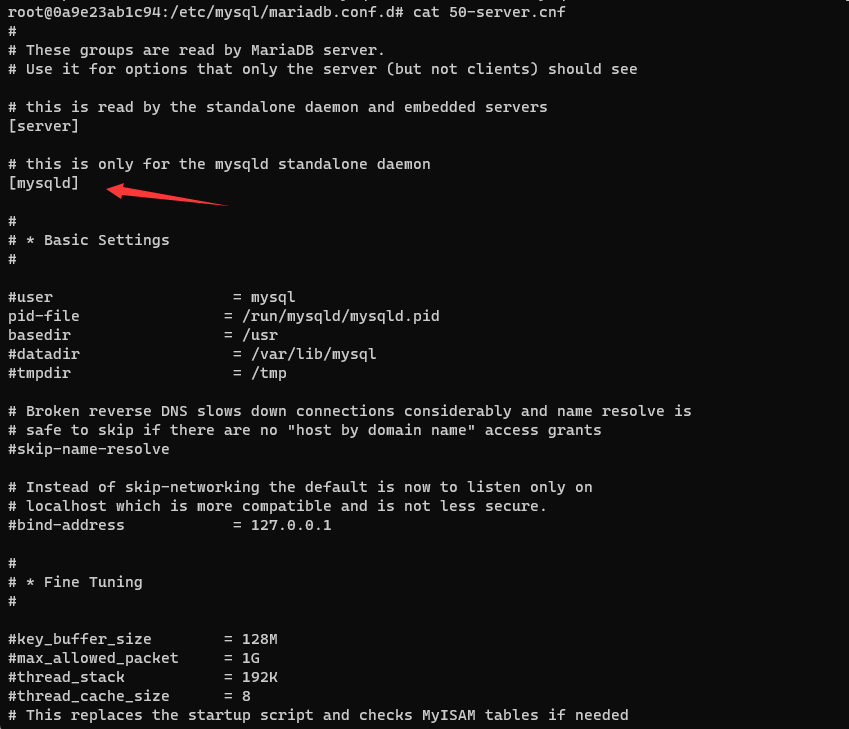 root@0a9e23ab1c94:/etc/mysql/mariadb.conf.d# cat 50-server.cnf
#
# These groups are read by MariaDB server.
# Use it for options that only the server (but not clients) should see
# this is read by the standalone daemon and embedded servers
[server]
# this is only for the mysqld standalone daemon
[mysqld]
#
# * Basic Settings
#
#user                    = mysql
pid-file                = /run/mysqld/mysqld.pid
basedir                 = /usr
#datadir                 = /var/lib/mysql
#tmpdir                  = /tmp
# Broken reverse DNS slows down connections considerably and name resolve is
# safe to skip if there are no "host by domain name" access grants
#skip-name-resolve
# Instead of skip-networking the default is now to listen only on
# localhost which is more compatible and is not less secure.
#bind-address            = 127.0.0.1
#
# * Fine Tuning
#
#key_buffer_size        = 128M
#max_allowed_packet     = 1G
#thread_stack           = 192K
#thread_cache_size      = 8
# This replaces the startup script and checks MyISAM tables if needed